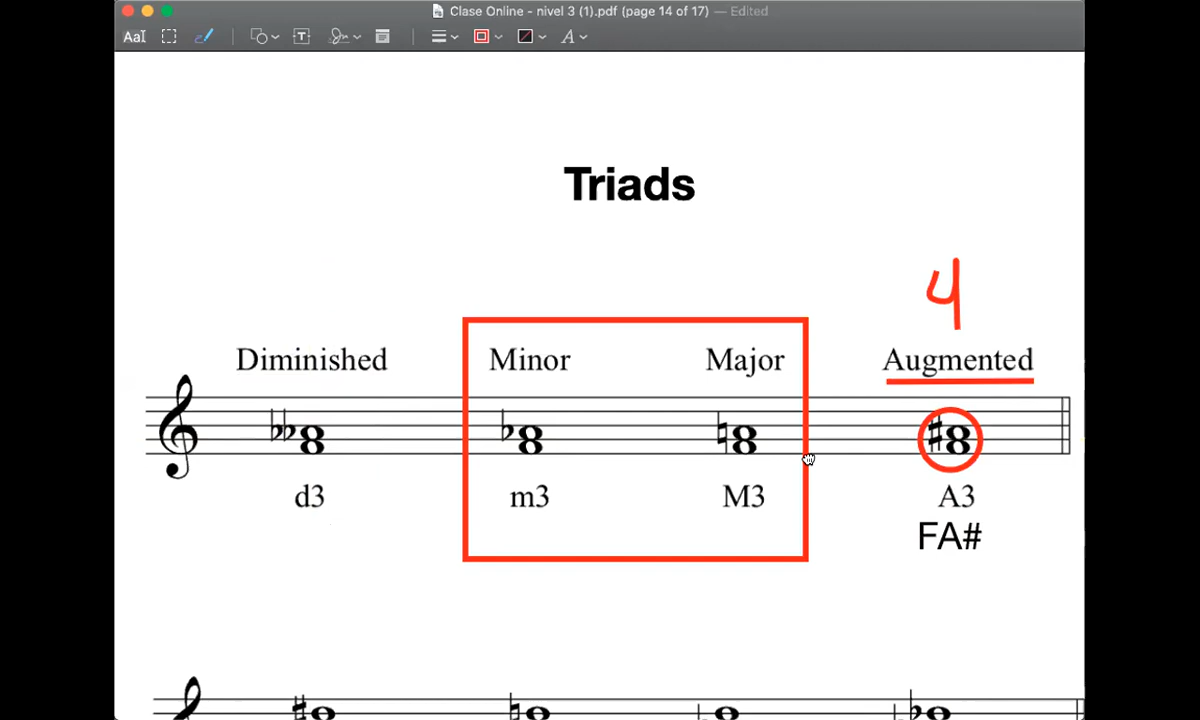 Clase Online - nivel 3 (1).pdf (page 14 of 17) — Edited
AaI T A
Triads
4
Diminished Minor Major Augmented
d3 m3 M3 A3
FA#